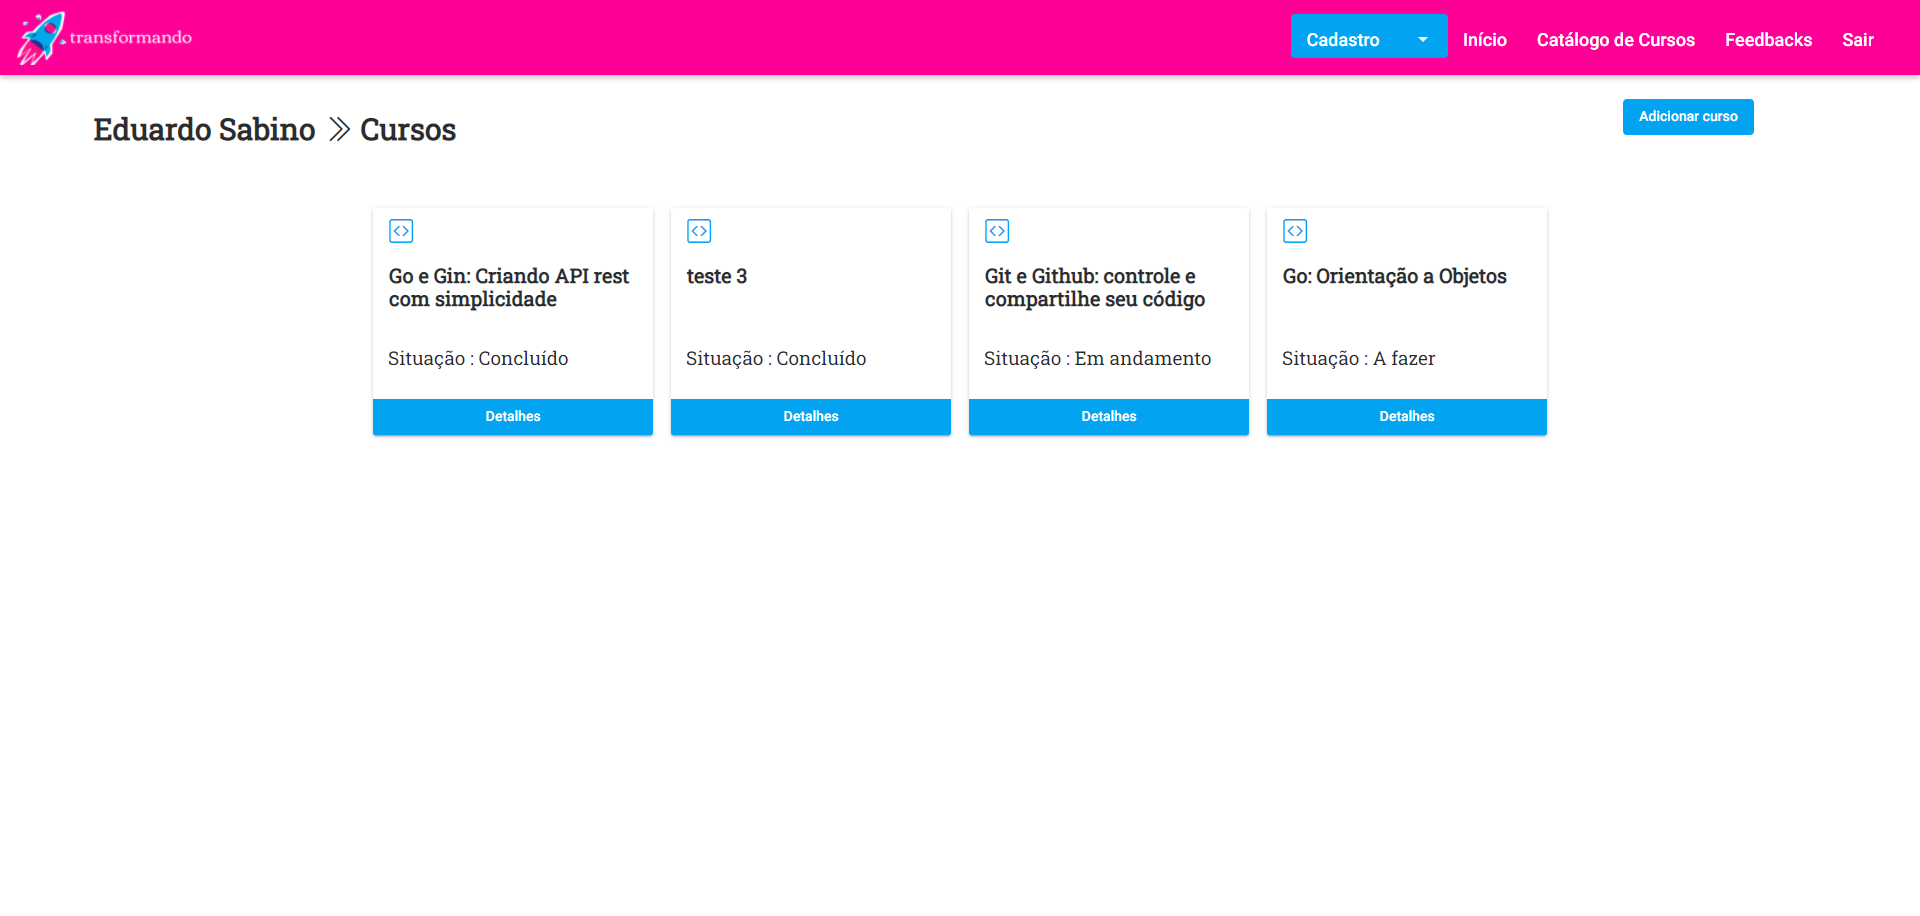 transformando
Cadastro
Início
Catálogo de Cursos
Feedbacks
Sair
Eduardo Sabino
Cursos
Adicionar curso
Go e Gin: Criando API rest
com simplicidade
Situação : Concluído
Detalhes
teste 3
Situação : Concluído
Detalhes
Git e Github: controle e
compartilhe seu código
Situação : Em andamento
Detalhes
Go: Orientação a Objetos
Situação : A fazer
Detalhes